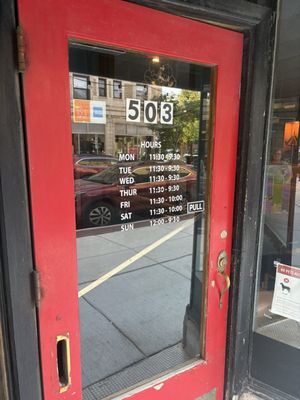 503
HOURS
MON 11:30 - 9:30
TUE 11:30 - 9:30
WED 11:30 - 9:30
THUR 11:30 - 9:30
FRI 11:30 - 10:00
SAT 11:30 - 10:00
SUN 12:00 - 9:30
PULL